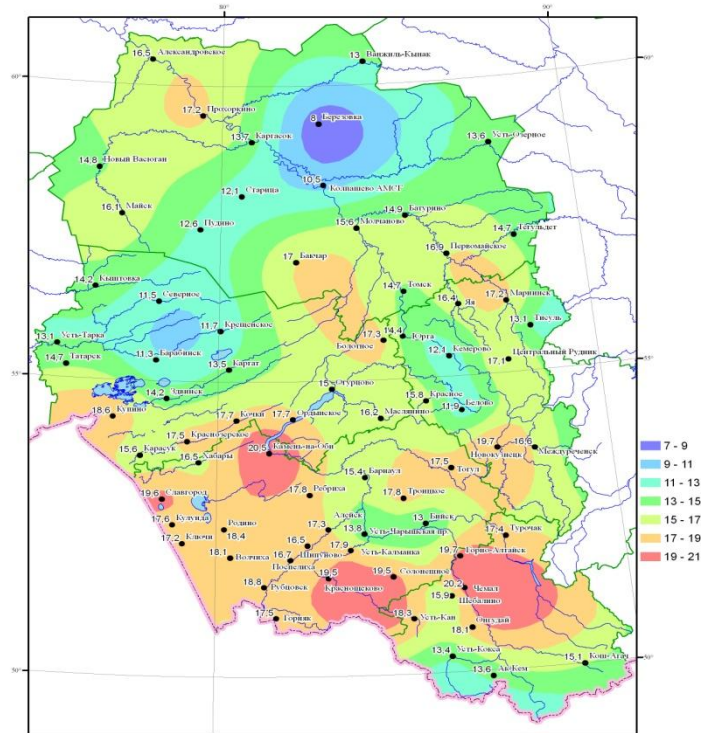 80°
90°
60°
60°
16,5 Александровское
13 Ванжиль-Кынак
17,2 Прохоркино
8 Березовка
13,7 Каргасок
13,6 Усть-Озерное
14,8 Новый Васюган
10,5 Колпашево АМСГ
12,1 Старица
16,1 Майск
14,9 Батурино
15,6 Молчаново
12,6 Пудино
14,7 Тегульдет
16,9 Первомайское
17 Бакчар
14,2 Кыштовка
14,7 Томск
11,5 Северное
16,4 Яя
17,2 Мариинск
13,1 Тисуль
11,7 Крещенское
14,4 Юрга
17,3 Болотное
13,1 Усть-Тарка
12,1 Кемерово
14,7 Татарск
11,3 Барабинск
17,1 Центральный Рудник
13,5 Каргат
55°
55°
15 Огурцово
14,2 Здвинск
15,8 Красное
11,9 Белово
18,6 Купино
17,7 Кочки
17,7 Ордынское
16,2 Маслянино
17,5 Краснозерское
15,6 Карасук
16,5 Хабары
20,5 Камень-на-Оби
19,7 Новокузнецк
16,6 Междуреченск
17,5 Тогул
15,4 Барнаул
19,6 Славгород
17,8 Ребриха
17,8 Троицкое
17,6 Кулунда
17,2 Ключи
Родино
18,4
17,3 Алейск
13,8 Усть-Чарышская пр.
13 Бийск
17,4 Турочак
16,5 Шипуново
17,9 Усть-Калманка
18,1 Волчиха
16,7 Поспелиха
19,7 Горно-Алтайск
18,8 Рубцовск
19,5 Краснощеково
19,5 Солонешное
20,2 Чемал
15,9 Шебалино
17,5 Горняк
18,3 Усть-Кан
18,1 Онгудай
13,4 Усть-Кокса
15,1 Кош-Агач
13,6 Ак-Кем
50°
50°
80°
90°
7 - 9
9 - 11
11 - 13
13 - 15
15 - 17
17 - 19
19 - 21